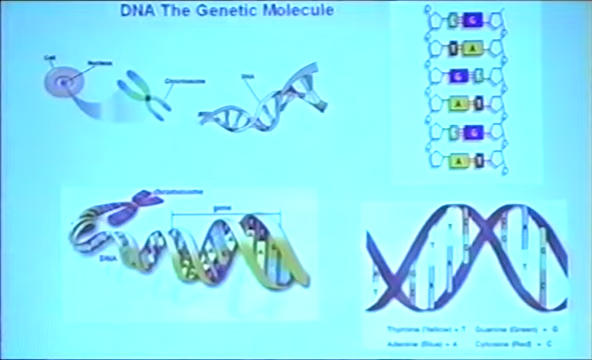 DNA The Genetic Molecule
Cell
Nucleus
Chromosome
DNA
C G
T A
G C
A T
C G
A T
chromosome
gene
DNA
Thymine (Yellow) = T Guanine (Green) = G
Adenine (Blue) = A Cytosine (Red) = C